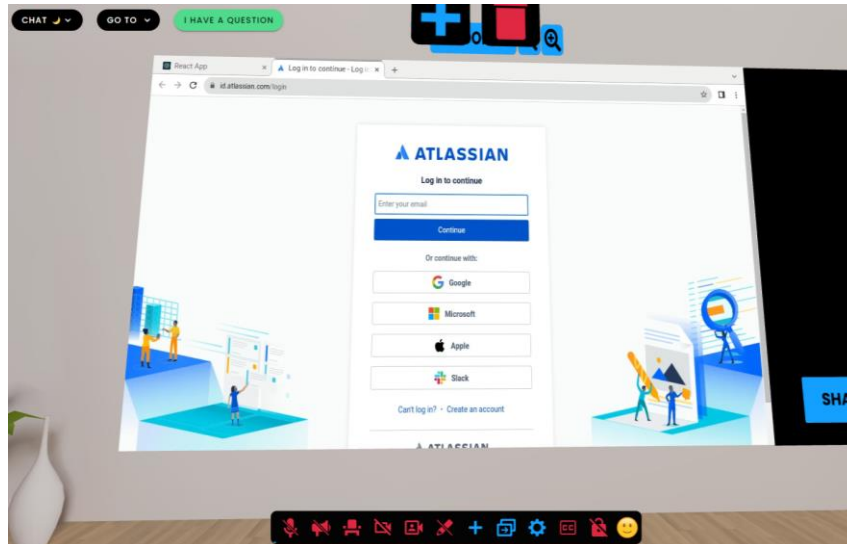 CHAT
GO TO
I HAVE A QUESTION
React App
Log in to continue - Log
id.atlassian.com/login
ATLASSIAN
Log in to continue
Enter your email
Continue
Or continue with:
Google
Microsoft
Apple
Slack
Can't log in? • Create an account
ATLASSIAN
SHA
CC